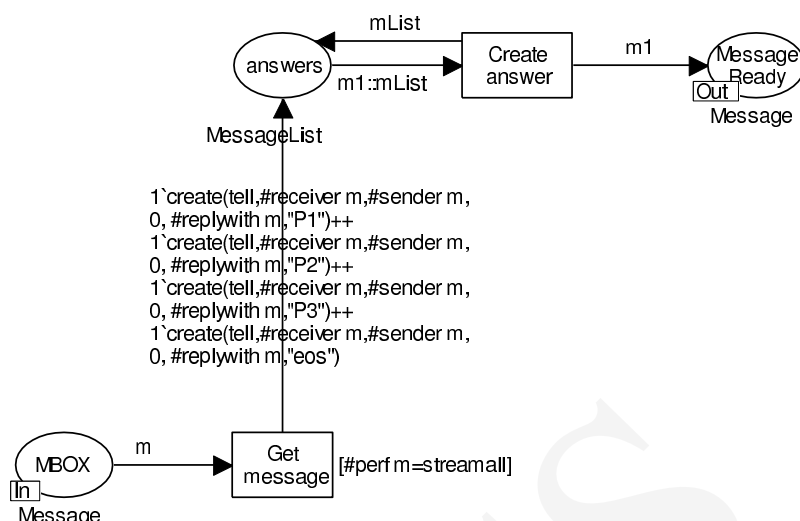 mList
answers
Create
answer
m1
Message
Ready
Out
Message
m1::mList
MessageList
1`create(tell,#receiver m,#sender m,
0, #replywith m,"P1")++
1`create(tell,#receiver m,#sender m,
0, #replywith m,"P2")++
1`create(tell,#receiver m,#sender m,
0, #replywith m,"P3")++
1`create(tell,#receiver m,#sender m,
0, #replywith m,"eos")
MBOX
In
Message
m
Get
message
[#perf m=streamall]
S